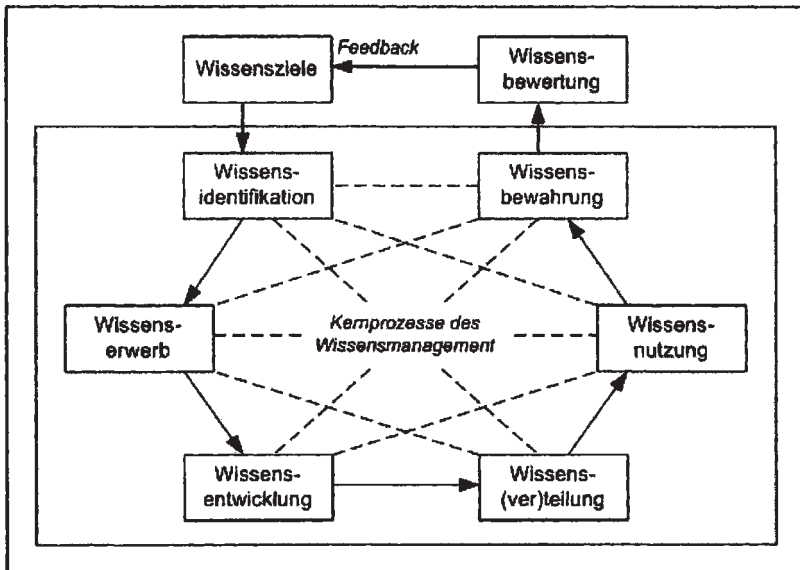 Wissensziele
Feedback
Wissens-
bewertung
Wissens-
identifikation
Wissens-
bewahrung
Wissens-
erwerb
Kernprozesse des
Wissensmanagement
Wissens-
nutzung
Wissens-
entwicklung
Wissens-
(ver)teilung